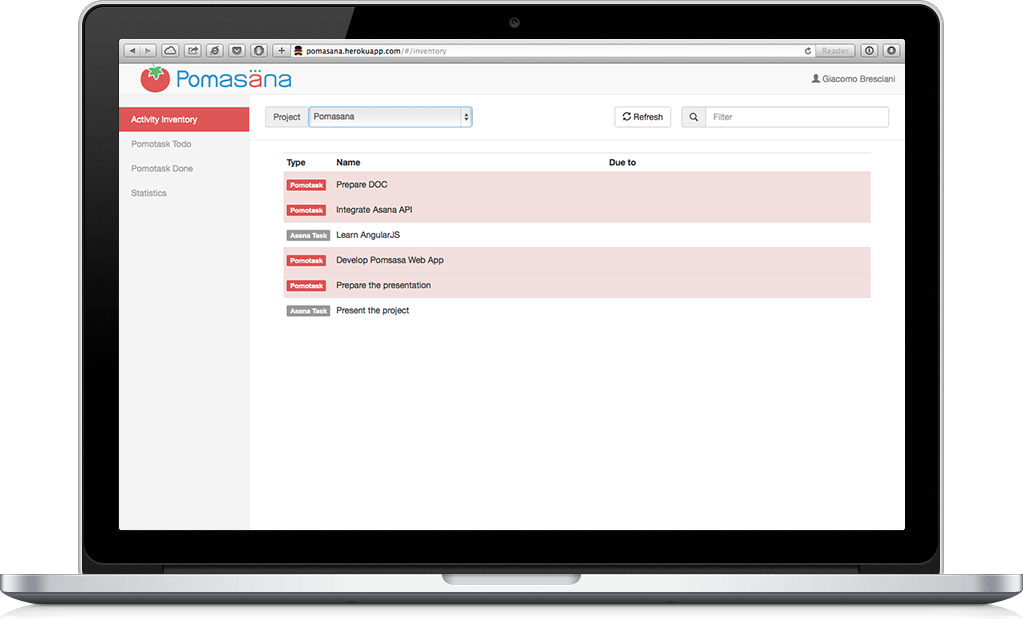 pomasana.herokuapp.com/#/inventory
Reader
Pomasäna
Giacomo Bresciani
Activity Inventory
Project
Pomasana
Refresh
Filter
Pomotask Todo
Pomotask Done
Statistics
Type Name Due to
Pomotask Prepare DOC
Pomotask Integrate Asana API
Asana Task Learn AngularJS
Pomotask Develop Pomsasa Web App
Pomotask Prepare the presentation
Asana Task Present the project